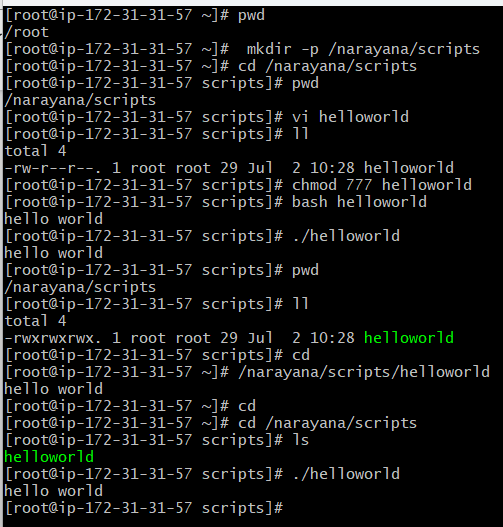 [root@ip-172-31-31-57 ~]# pwd
/root
[root@ip-172-31-31-57 ~]#  mkdir -p /narayana/scripts
[root@ip-172-31-31-57 ~]# cd /narayana/scripts
[root@ip-172-31-31-57 scripts]# pwd
/narayana/scripts
[root@ip-172-31-31-57 scripts]# vi helloworld
[root@ip-172-31-31-57 scripts]# ll
total 4
-rw-r--r--. 1 root root 29 Jul  2 10:28 helloworld
[root@ip-172-31-31-57 scripts]# chmod 777 helloworld
[root@ip-172-31-31-57 scripts]# bash helloworld
hello world
[root@ip-172-31-31-57 scripts]# ./helloworld
hello world
[root@ip-172-31-31-57 scripts]# pwd
/narayana/scripts
[root@ip-172-31-31-57 scripts]# ll
total 4
-rwxrwxrwx. 1 root root 29 Jul  2 10:28 helloworld
[root@ip-172-31-31-57 scripts]# cd
[root@ip-172-31-31-57 ~]# /narayana/scripts/helloworld
hello world
[root@ip-172-31-31-57 ~]# cd
[root@ip-172-31-31-57 ~]# cd /narayana/scripts
[root@ip-172-31-31-57 scripts]# ls
helloworld
[root@ip-172-31-31-57 scripts]# ./helloworld
hello world
[root@ip-172-31-31-57 scripts]#